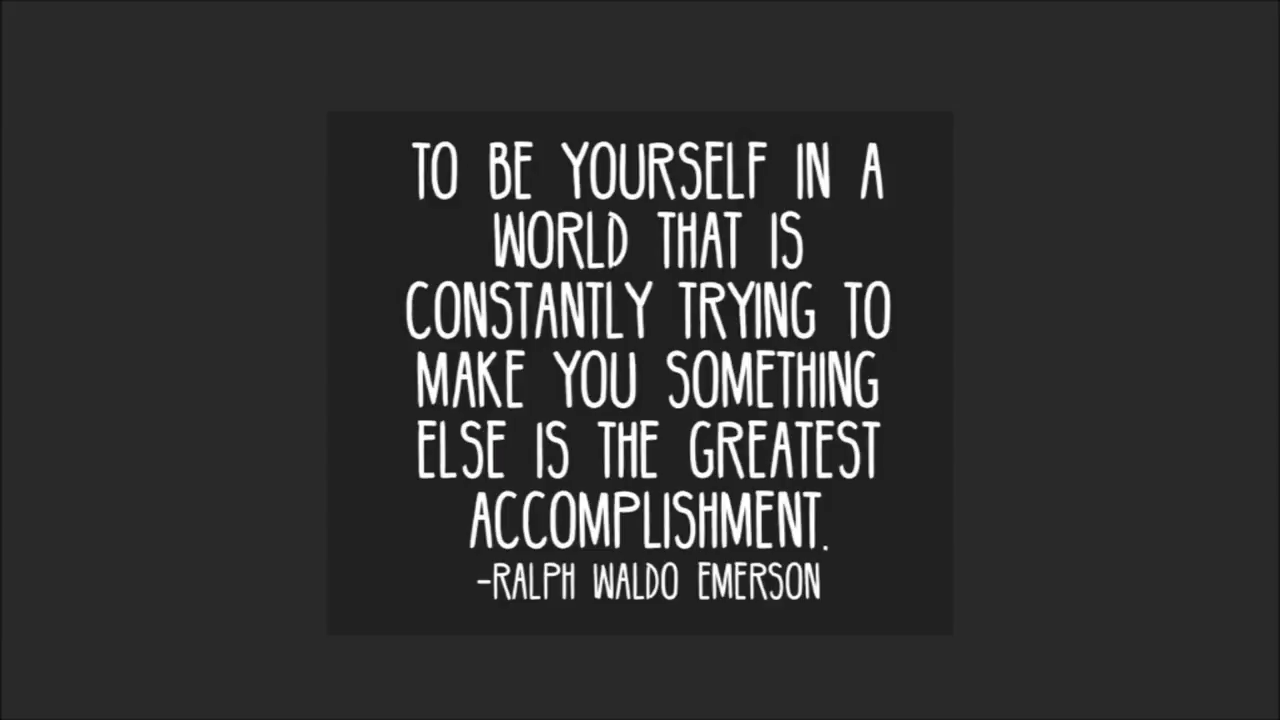 TO BE YOURSELF IN A
WORLD THAT IS
CONSTANTLY TRYING TO
MAKE YOU SOMETHING
ELSE IS THE GREATEST
ACCOMPLISHMENT.
-RALPH WALDO EMERSON